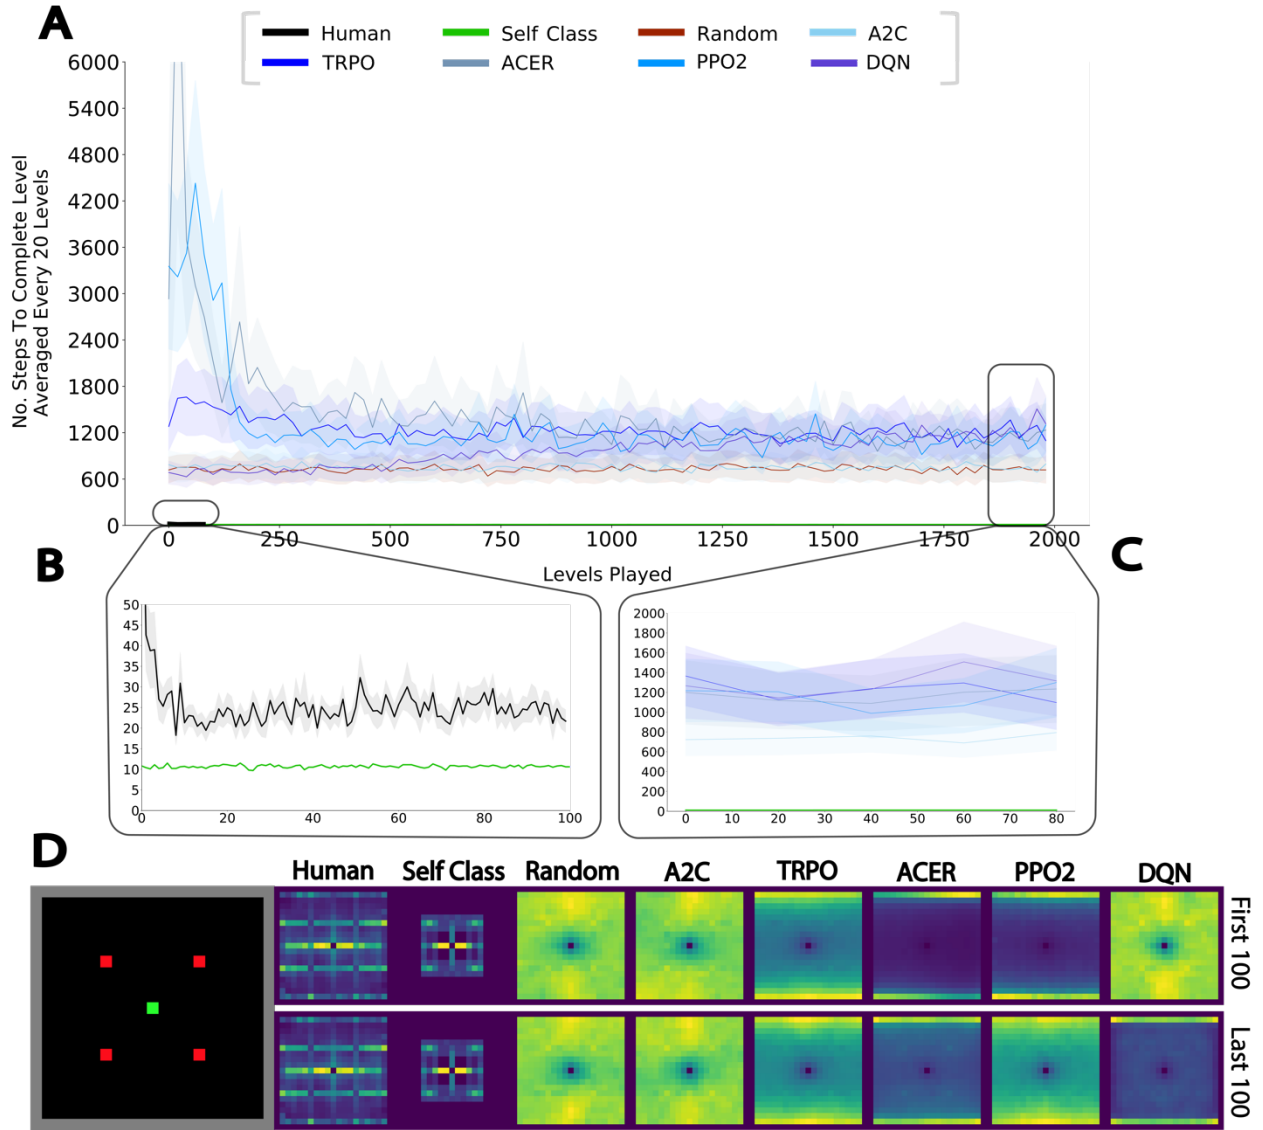 A
Human Self Class Random A2C
TRPO ACER PPO2 DQN
No. Steps To Complete Level
Averaged Every 20 Levels
6000
5400
4800
4200
3600
3000
2400
1800
1200
600
0
0 250 500 750 1000 1250 1500 1750 2000
Levels Played
B
50
45
40
35
30
25
20
15
10
5
0
0 20 40 60 80 100
C
2000
1800
1600
1400
1200
1000
800
600
400
200
0
0 10 20 30 40 50 60 70 80
D
Human Self Class Random A2C TRPO ACER PPO2 DQN
First 100
Last 100